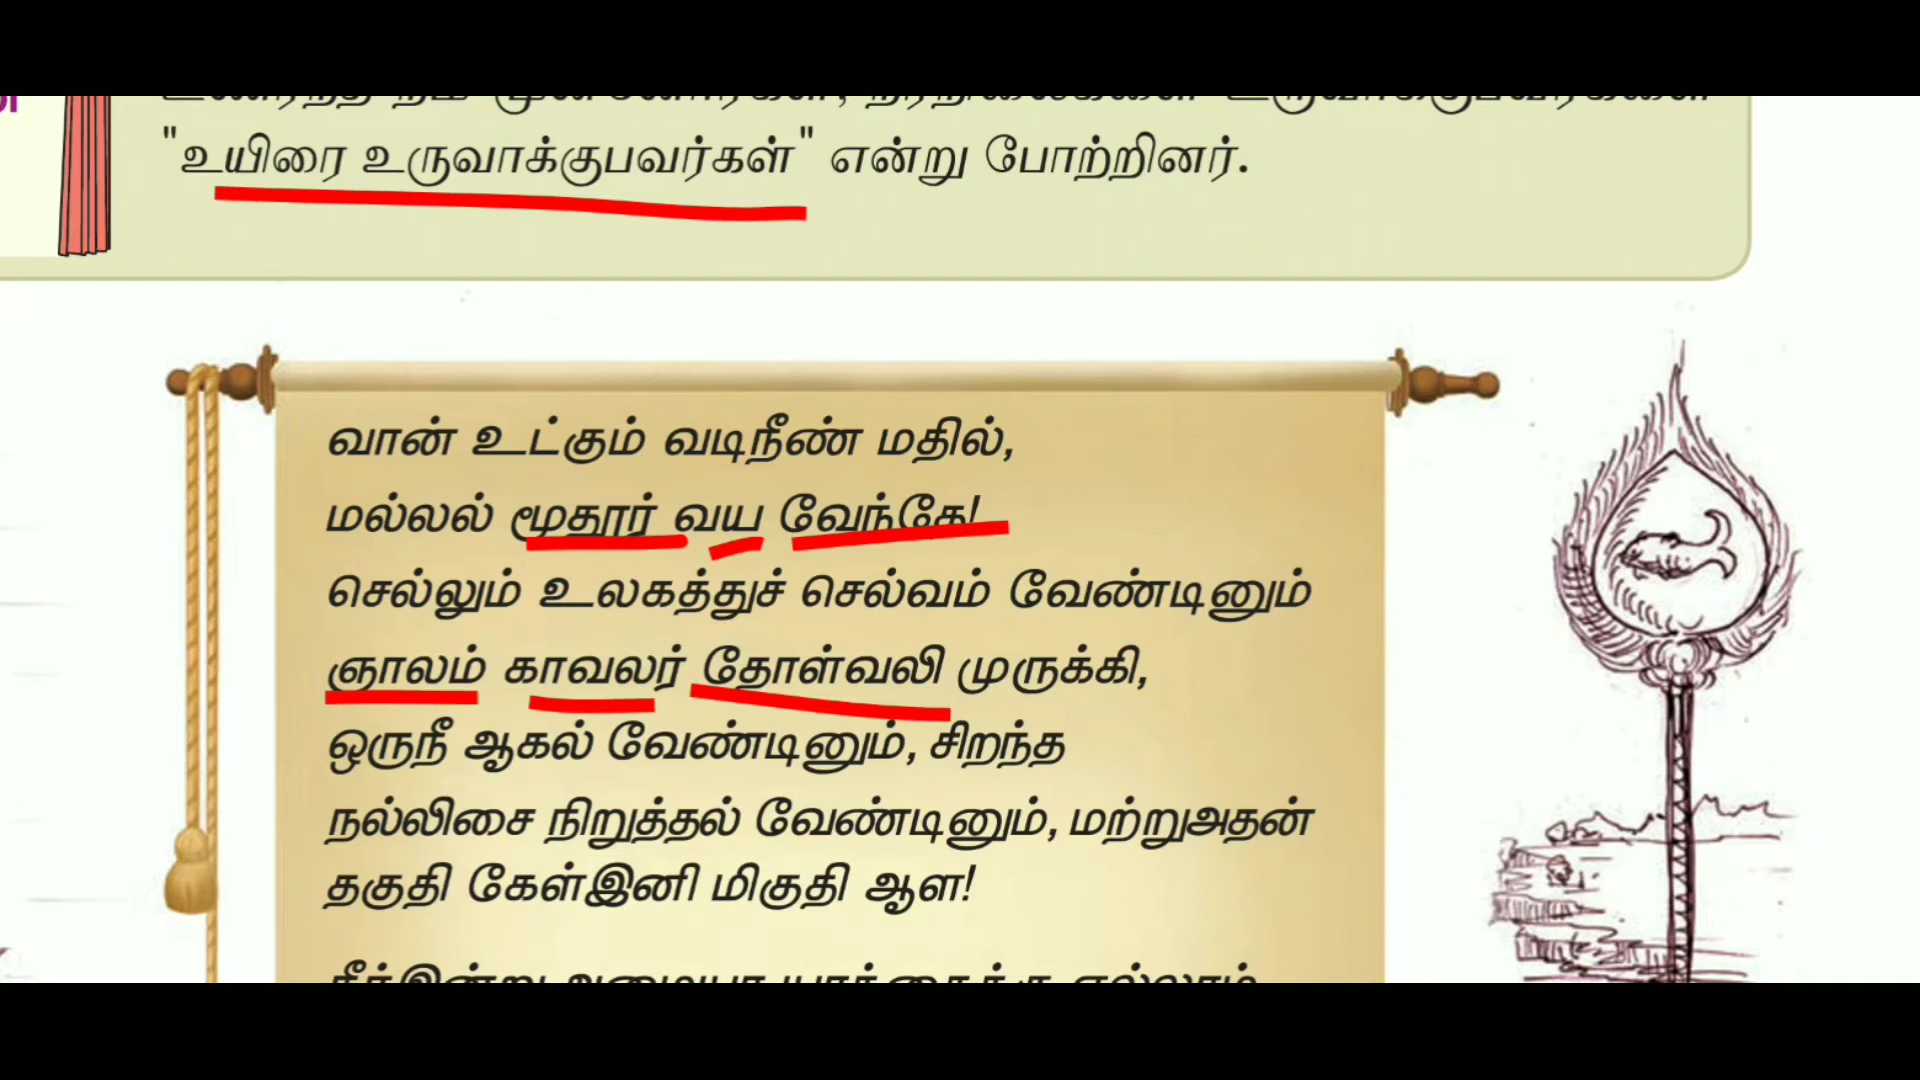 "உயிரை உருவாக்குபவர்கள்" என்று போற்றினர்.
வான் உட்கும் வடிநீண் மதில்,
மல்லல் மூதூர் வய வேந்தே!
செல்லும் உலகத்துச் செல்வம் வேண்டினும்
ஞாலம் காவலர் தோள்வலி முருக்கி,
ஒருநீ ஆகல் வேண்டினும், சிறந்த
நல்லிசை நிறுத்தல் வேண்டினும், மற்றுஅதன்
தகுதி கேள்இனி மிகுதி ஆள!